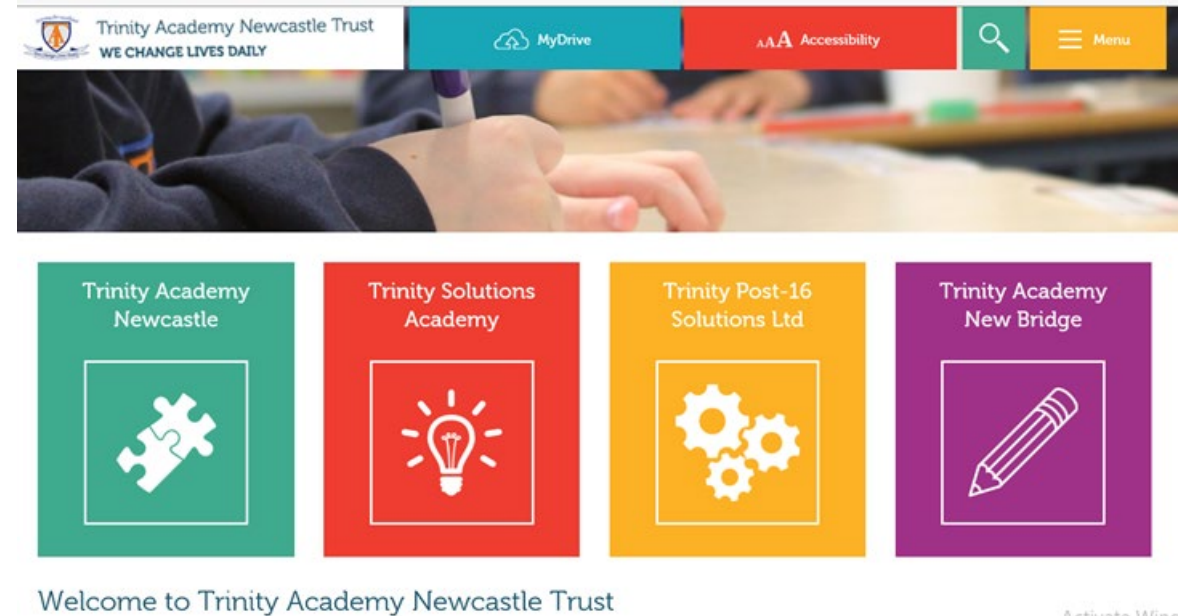 Trinity Academy Newcastle Trust
WE CHANGE LIVES DAILY
MyDrive
AAA Accessibility
Menu
Trinity Academy
Newcastle
Trinity Solutions
Academy
Trinity Post-16
Solutions Ltd
Trinity Academy
New Bridge
Welcome to Trinity Academy Newcastle Trust